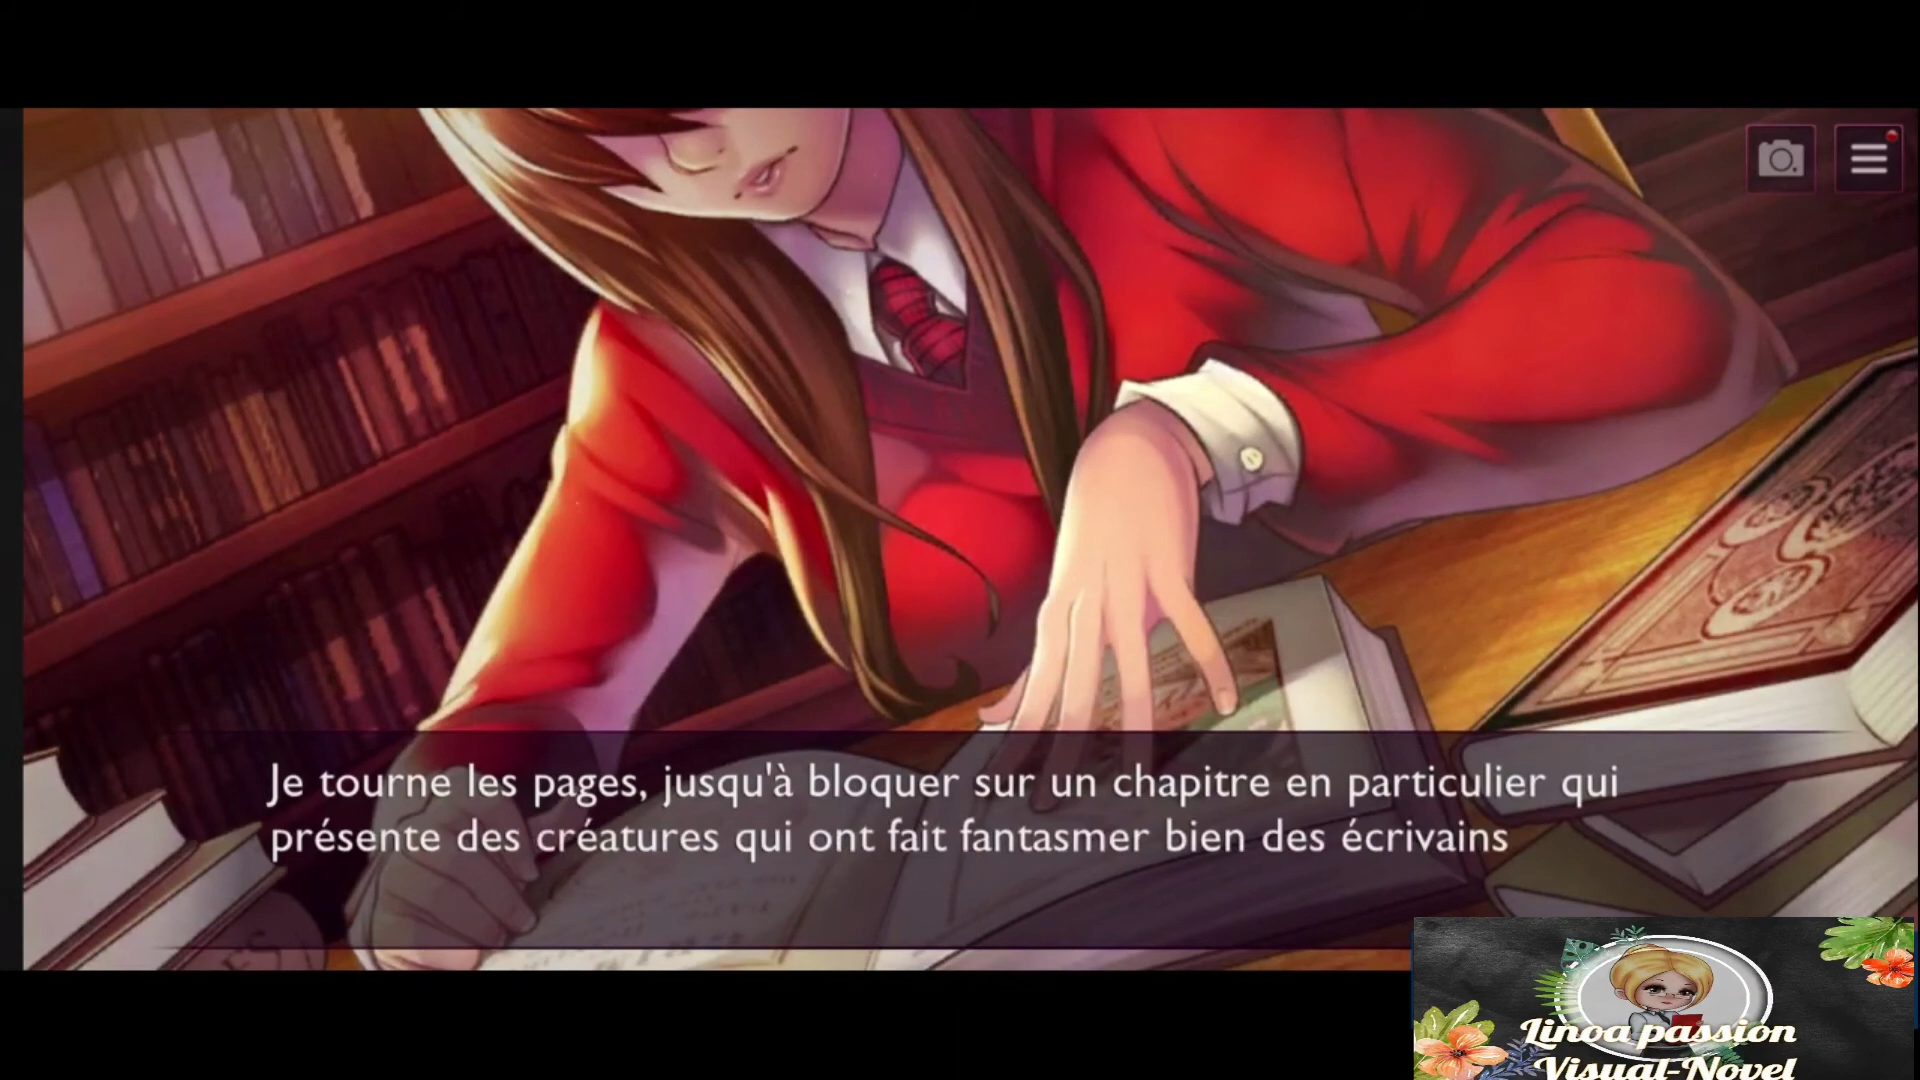 Je tourne les pages, jusqu'à bloquer sur un chapitre en particulier qui
présente des créatures qui ont fait fantasmer bien des écrivains
Linoa passion
Visual-Novel